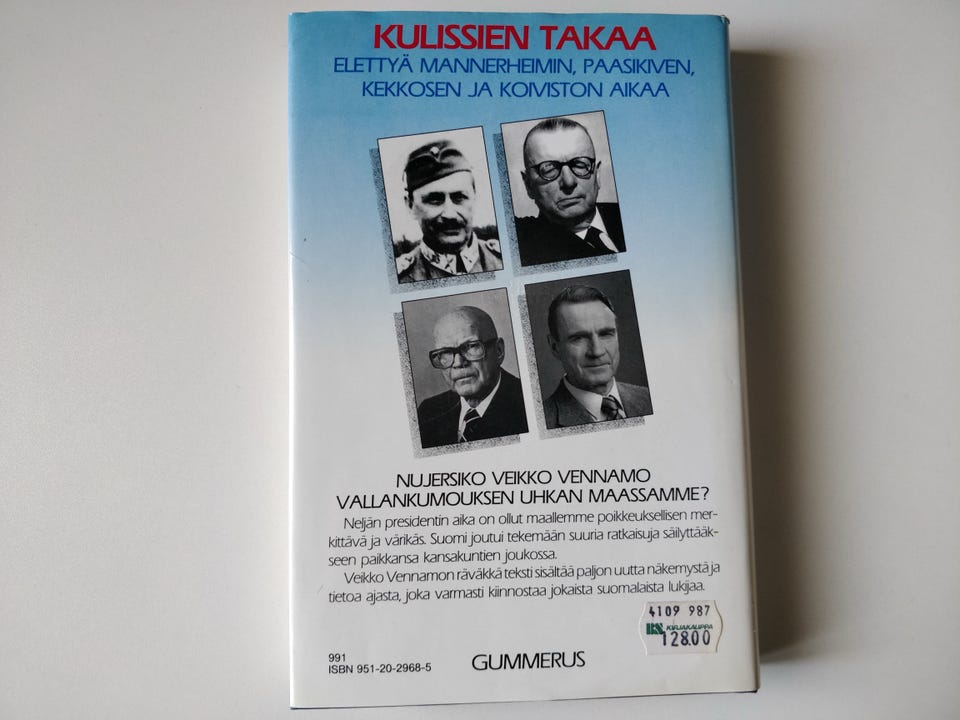 KULISSIEN TAKAA
ELETTYÄ MANNERHEIMIN, PAASIKIVEN,
KEKKOSEN JA KOIVISTON AIKAA
NUJERSIKO VEIKKO VENNAMO
VALLANKUMOUKSEN UHKAN MAASSAMME?
Neljän presidentin aika on ollut maallemme poikkeuksellisen mer-
kittävä ja värikäs. Suomi joutui tekemään suuria ratkaisuja säilyttääk-
seen paikkansa kansakuntien joukossa.
Veikko Vennamon räväkkä teksti sisältää paljon uutta näkemystä ja
tietoa ajasta, joka varmasti kiinnostaa jokaista suomalaista lukijaa.
4109 987
KIRJAKAUPPA
128.00
991
ISBN 951-20-2968-5
GUMMERUS